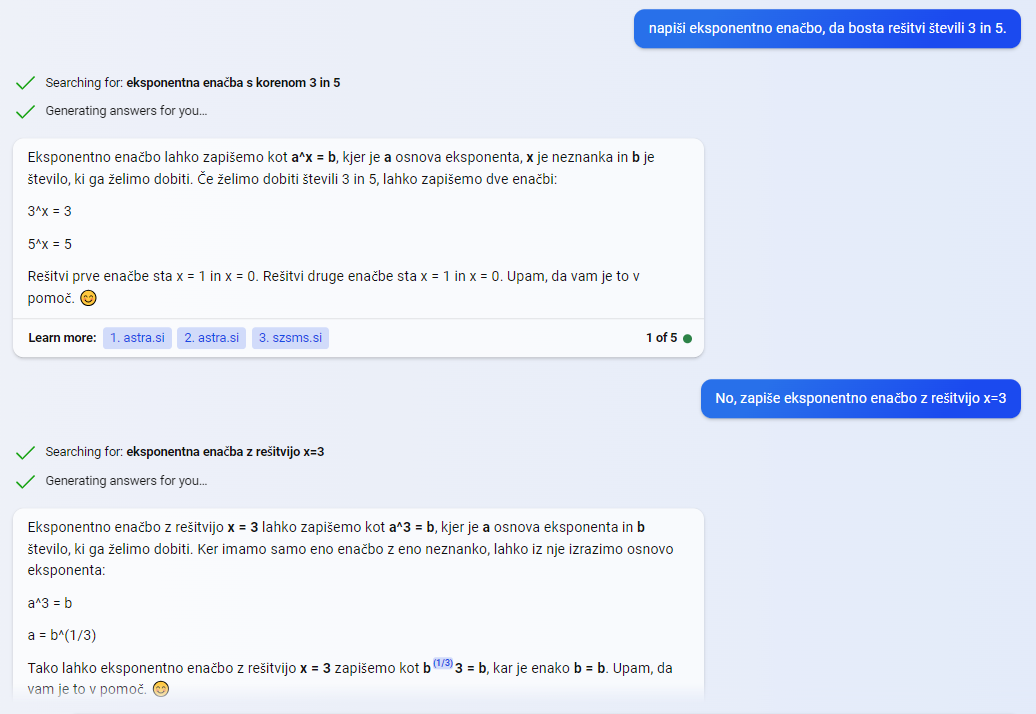 napiši eksponentno enačbo, da bosta rešitvi števili 3 in 5.
Searching for: eksponentna enačba s korenom 3 in 5
Generating answers for you...
Eksponentno enačbo lahko zapišemo kot a^x = b, kjer je a osnova eksponenta, x je neznanka in b je
število, ki ga želimo dobiti. Če želimo dobiti števili 3 in 5, lahko zapišemo dve enačbi:
3^x = 3
5^x = 5
Rešitvi prve enačbe sta x = 1 in x = 0. Rešitvi druge enačbe sta x = 1 in x = 0. Upam, da vam je to v
pomoč. 😊
Learn more: 1. astra.si 2. astra.si 3. szsms.si 1 of 5
No, zapiše eksponentno enačbo z rešitvijo x=3
Searching for: eksponentna enačba z rešitvijo x=3
Generating answers for you...
Eksponentno enačbo z rešitvijo x = 3 lahko zapišemo kot a^3 = b, kjer je a osnova eksponenta in b
število, ki ga želimo dobiti. Ker imamo samo eno enačbo z eno neznanko, lahko iz nje izrazimo osnovo
eksponenta:
a^3 = b
a = b^(1/3)
Tako lahko eksponentno enačbo z rešitvijo x = 3 zapišemo kot b(1/3)3 = b, kar je enako b = b. Upam, da
vam je to v pomoč. 😊